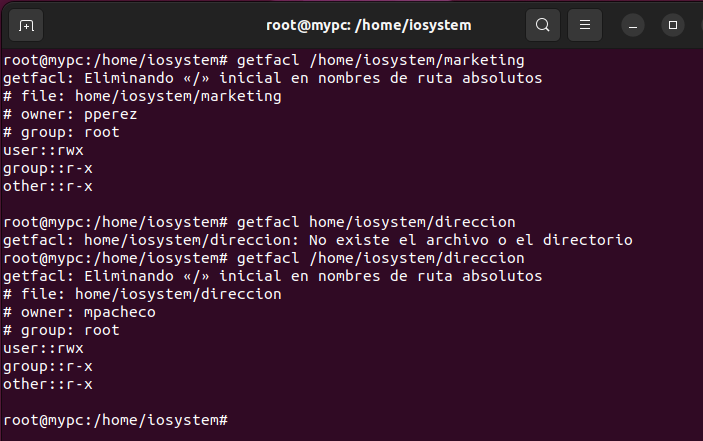 root@mypc: /home/iosystem
root@mypc:/home/iosystem# getfacl /home/iosystem/marketing
getfacl: Eliminando «/» inicial en nombres de ruta absolutos
# file: home/iosystem/marketing
# owner: pperez
# group: root
user::rwx
group::r-x
other::r-x
root@mypc:/home/iosystem# getfacl home/iosystem/direccion
getfacl: home/iosystem/direccion: No existe el archivo o el directorio
root@mypc:/home/iosystem# getfacl /home/iosystem/direccion
getfacl: Eliminando «/» inicial en nombres de ruta absolutos
# file: home/iosystem/direccion
# owner: mpacheco
# group: root
user::rwx
group::r-x
other::r-x
root@mypc:/home/iosystem#